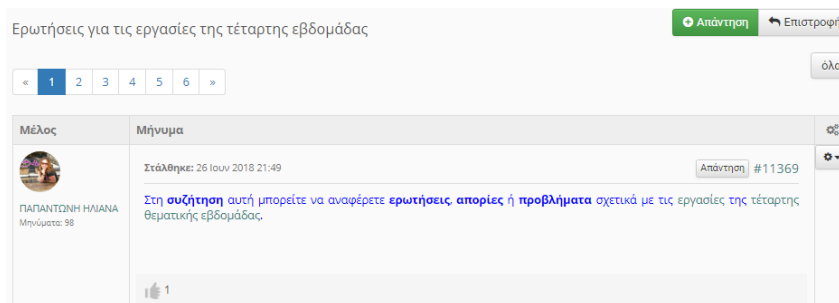 Ερωτήσεις για τις εργασίες της τέταρτης εβδομάδας
Απάντηση
Επιστροφή
« 1 2 3 4 5 6 »
Μέλος Μήνυμα
Στάλθηκε: 26 Ιουν 2018 21:49
Απάντηση #11369
ΠΑΠΑΝΤΩΝΗ ΗΛΙΑΝΑ
Μηνύματα: 98
Στη συζήτηση αυτή μπορείτε να αναφέρετε ερωτήσεις, απορίες ή προβλήματα σχετικά με τις εργασίες της τέταρτης
θεματικής εβδομάδας.
1